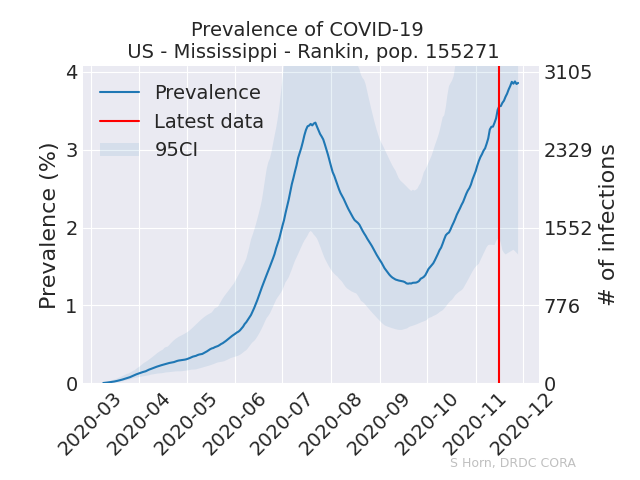 Prevalence of COVID-19
US - Mississippi - Rankin, pop. 155271
Prevalence
Latest data
95CI
Prevalence (%)
4
3
2
1
0
3105
2329
1552
776
0
# of infections
2020-03
2020-04
2020-05
2020-06
2020-07
2020-08
2020-09
2020-10
2020-11
2020-12
S Horn, DRDC CORA